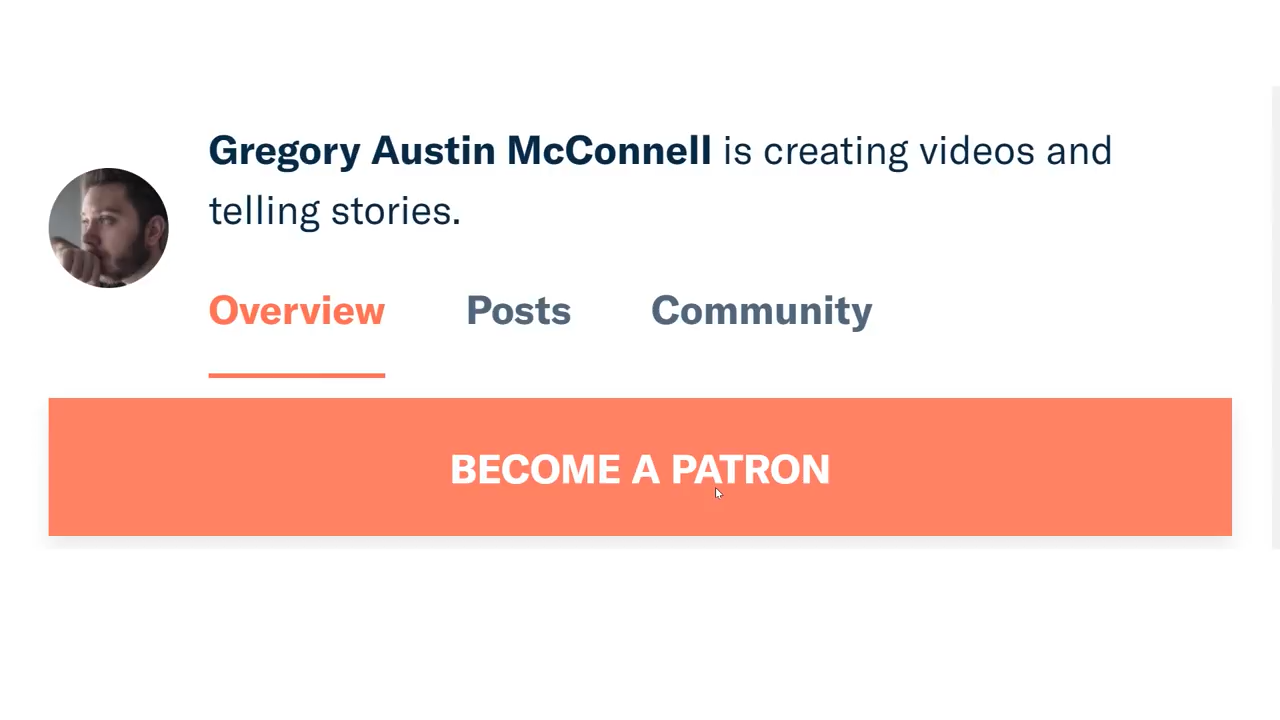 Gregory Austin McConnell is creating videos and
telling stories.
Overview Posts Community
BECOME A PATRON